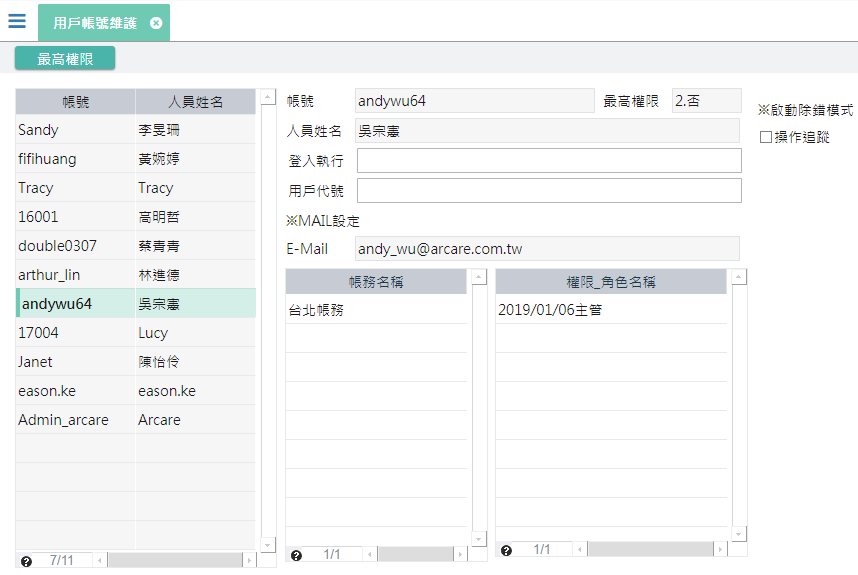 用戶帳號維護
最高權限
帳號 人員姓名
Sandy 李旻珊
fifihuang 黃婉婷
Tracy Tracy
16001 高明哲
double0307 蔡青青
arthur_lin 林進德
andywu64 吳宗憲
17004 Lucy
Janet 陳怡伶
eason.ke eason.ke
Admin_arcare Arcare
7/11
帳號 andywu64 最高權限 2.否
人員姓名 吳宗憲
登入執行
用戶代號
※MAIL設定
E-Mail andy_wu@arcare.com.tw
帳務名稱
台北帳務
1/1
權限_角色名稱
2019/01/06主管
1/1
※啟動除錯模式
操作追蹤